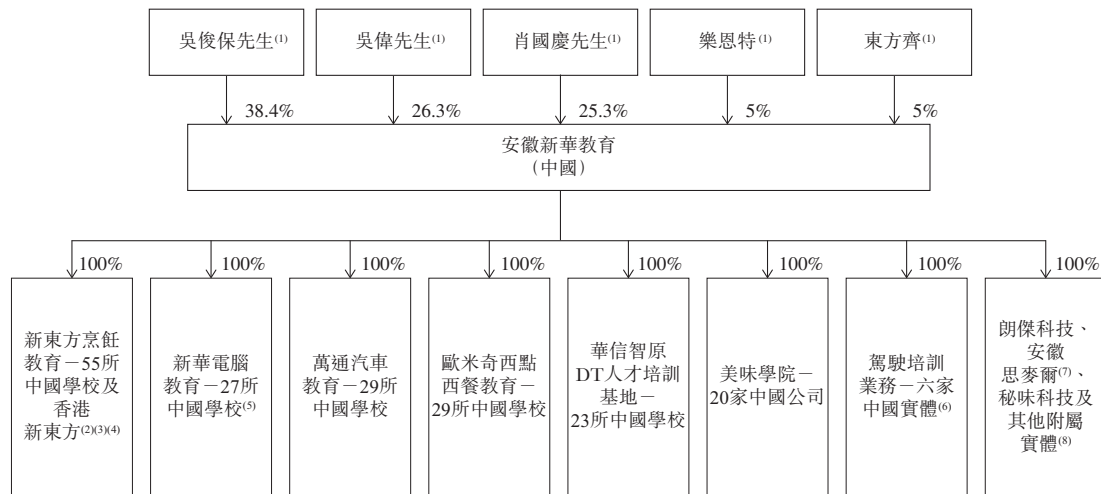 吳俊保先生(1)
吳偉先生(1)
肖國慶先生(1)
樂恩特(1)
東方齊(1)
38.4%
26.3%
25.3%
5%
5%
安徽新華教育
(中國)
100%
100%
100%
100%
100%
100%
100%
100%
新東方烹飪
教育－55所
中國學校及
香港
新東方(2)(3)(4)
新華電腦
教育－27所
中國學校(5)
萬通汽車
教育－29所
中國學校
歐米奇西點
西餐教育－
29所中國學校
華信智原
DT人才培訓
基地－
23所中國學校
美味學院－
20家中國公司
駕駛培訓
業務－六家
中國實體(6)
朗傑科技、
安徽
思麥爾(7)、
秘味科技及
其他附屬
實體(8)